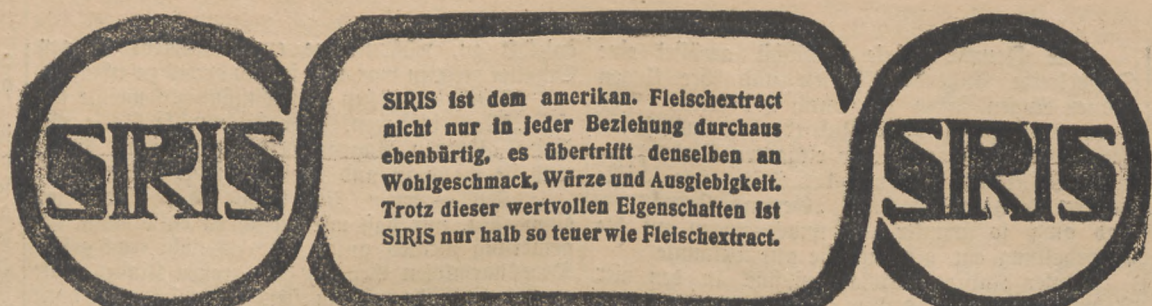 SIRIS
SIRIS ist dem amerikan. Fleischextract
nicht nur in jeder Beziehung durchaus
ebenbürtig, es übertrifft denselben an
Wohlgeschmack, Würze und Ausgiebigkeit.
Trotz dieser wertvollen Eigenschaften ist
SIRIS nur halb so teuer wie Fleischextract.
SIRIS